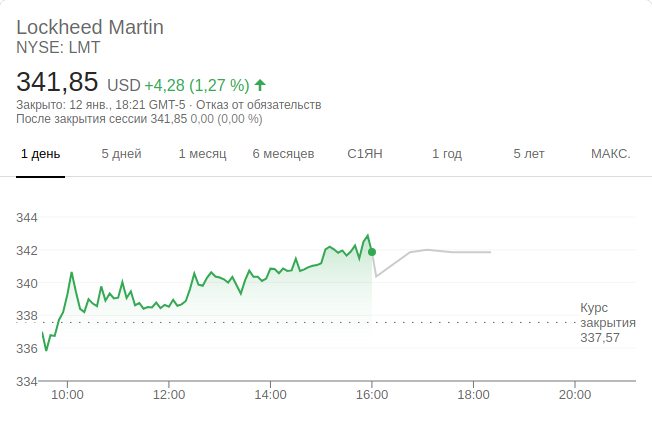 Lockheed Martin
NYSE: LMT
341,85 USD +4,28 (1,27 %)
Закрыто: 12 янв., 18:21 GMT-5 · Отказ от обязательств
После закрытия сессии 341,85 0,00 (0,00 %)
1 день 5 дней 1 месяц 6 месяцев С1ЯН 1 год 5 лет МАКС.
344
342
340
338
336
334
Курс
закрытия
337,57
10:00 12:00 14:00 16:00 18:00 20:00